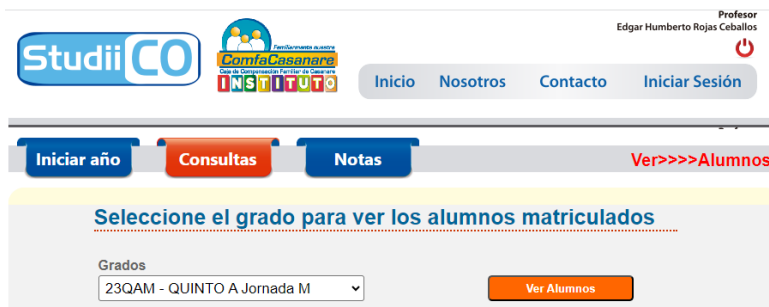 Profesor
Edgar Humberto Rojas Ceballos
Studii CO
Familiarmente nuestra
ComfaCasanare
Caja de Compensación Familiar de Casanare
INSTITUTO
Inicio Nosotros Contacto Iniciar Sesión
Iniciar año Consultas Notas Ver>>>>Alumnos
Seleccione el grado para ver los alumnos matriculados
Grados
23QAM - QUINTO A Jornada M Ver Alumnos